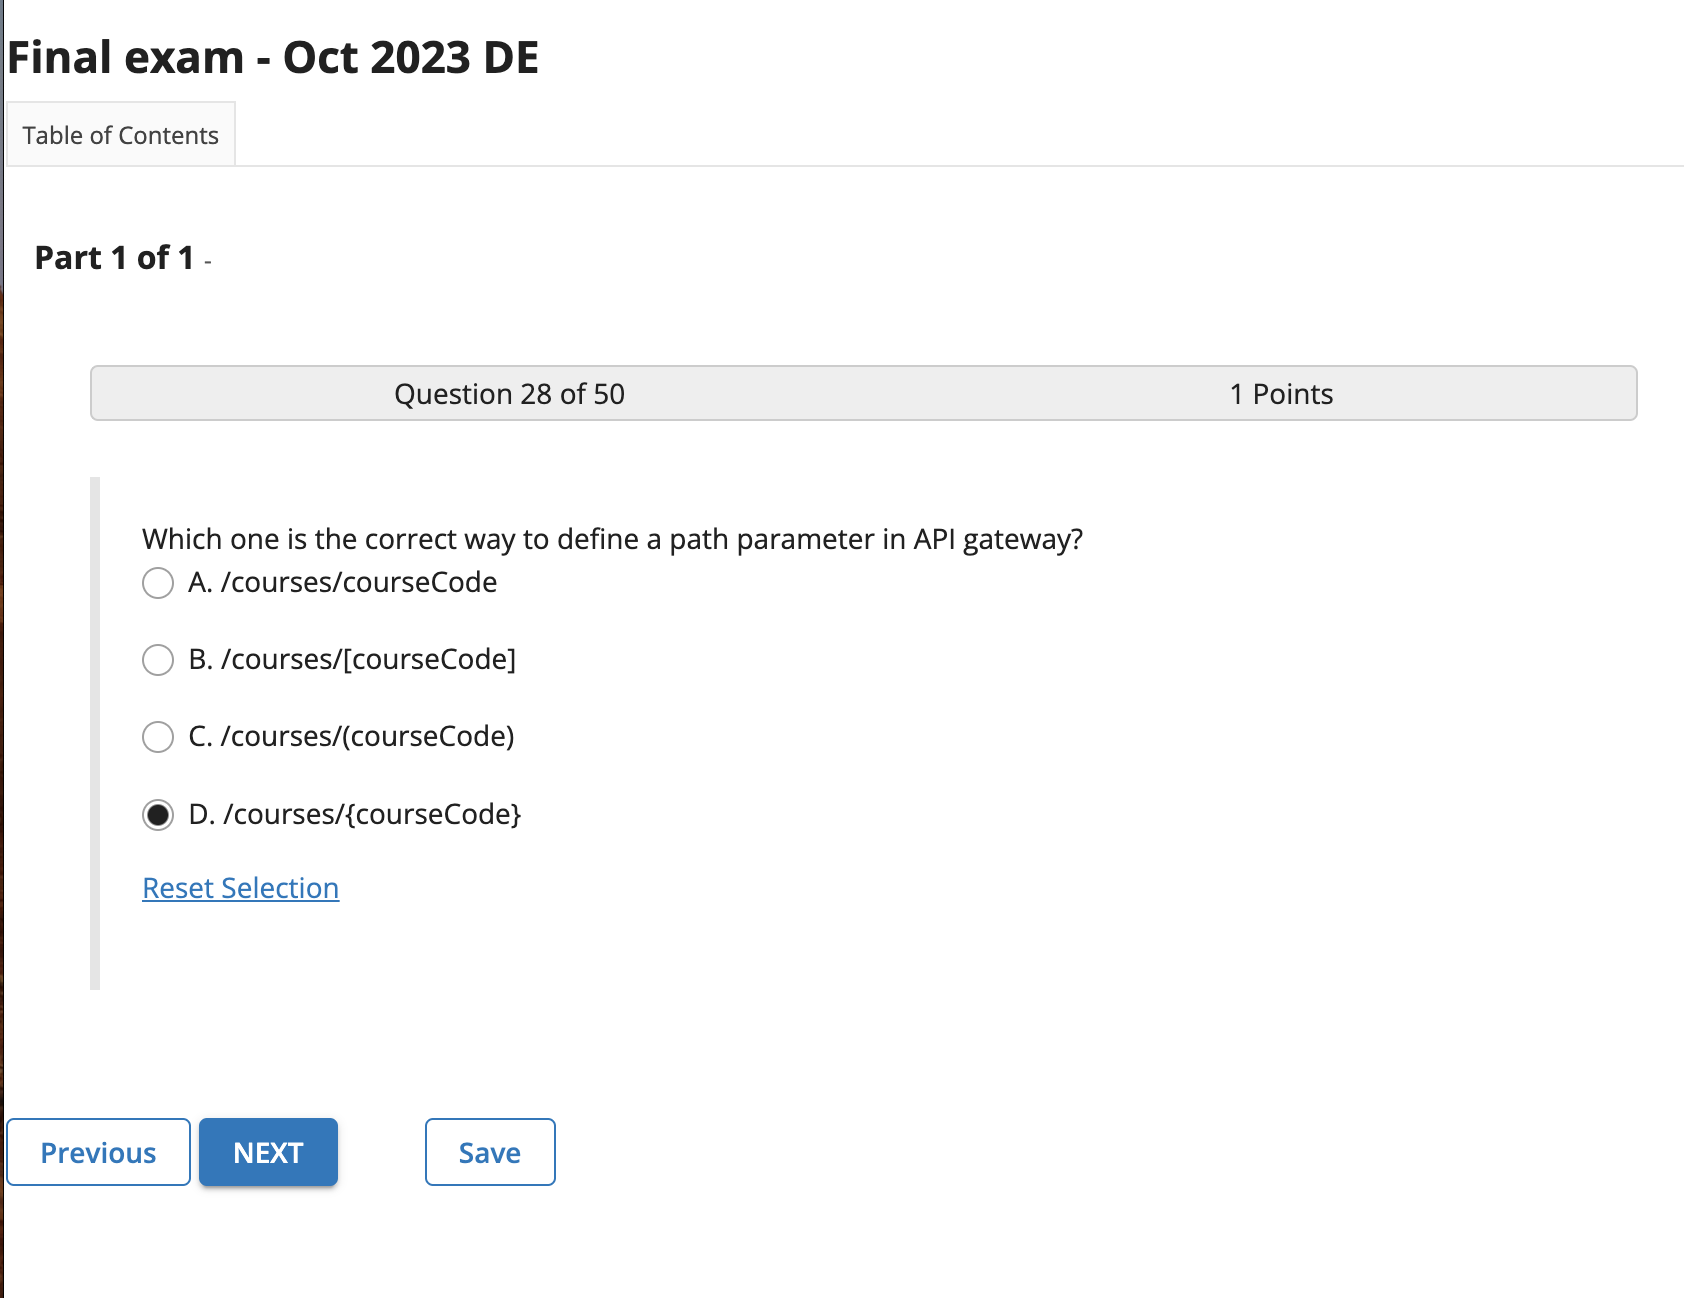 Final exam - Oct 2023 DE
Table of Contents
Part 1 of 1 -
Question 28 of 50 1 Points
Which one is the correct way to define a path parameter in API gateway?
A. /courses/courseCode
B. /courses/[courseCode]
C. /courses/(courseCode)
D. /courses/{courseCode}
Reset Selection
Previous NEXT Save